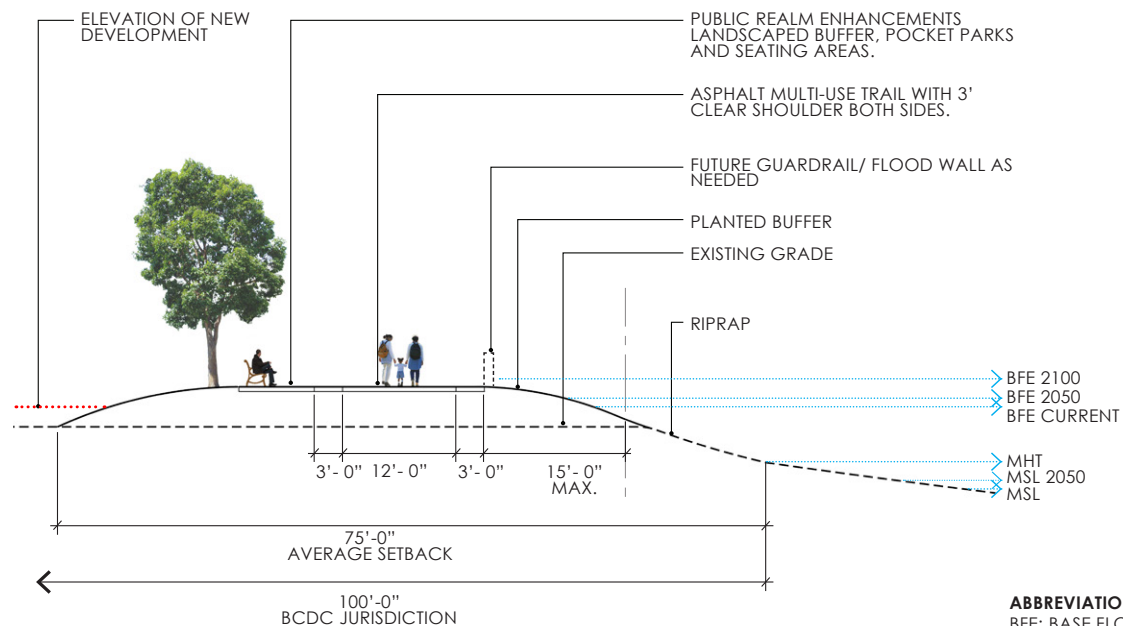 ELEVATION OF NEW
DEVELOPMENT
PUBLIC REALM ENHANCEMENTS
LANDSCAPED BUFFER, POCKET PARKS
AND SEATING AREAS.
ASPHALT MULTI-USE TRAIL WITH 3'
CLEAR SHOULDER BOTH SIDES.
FUTURE GUARDRAIL/ FLOOD WALL AS
NEEDED
PLANTED BUFFER
EXISTING GRADE
RIPRAP
BFE 2100
BFE 2050
BFE CURRENT
MHT
MSL 2050
MSL
3'- 0"
12'- 0"
3'- 0"
15'- 0"
MAX.
75'-0"
AVERAGE SETBACK
100'-0"
BCDC JURISDICTION
BFE: BASE